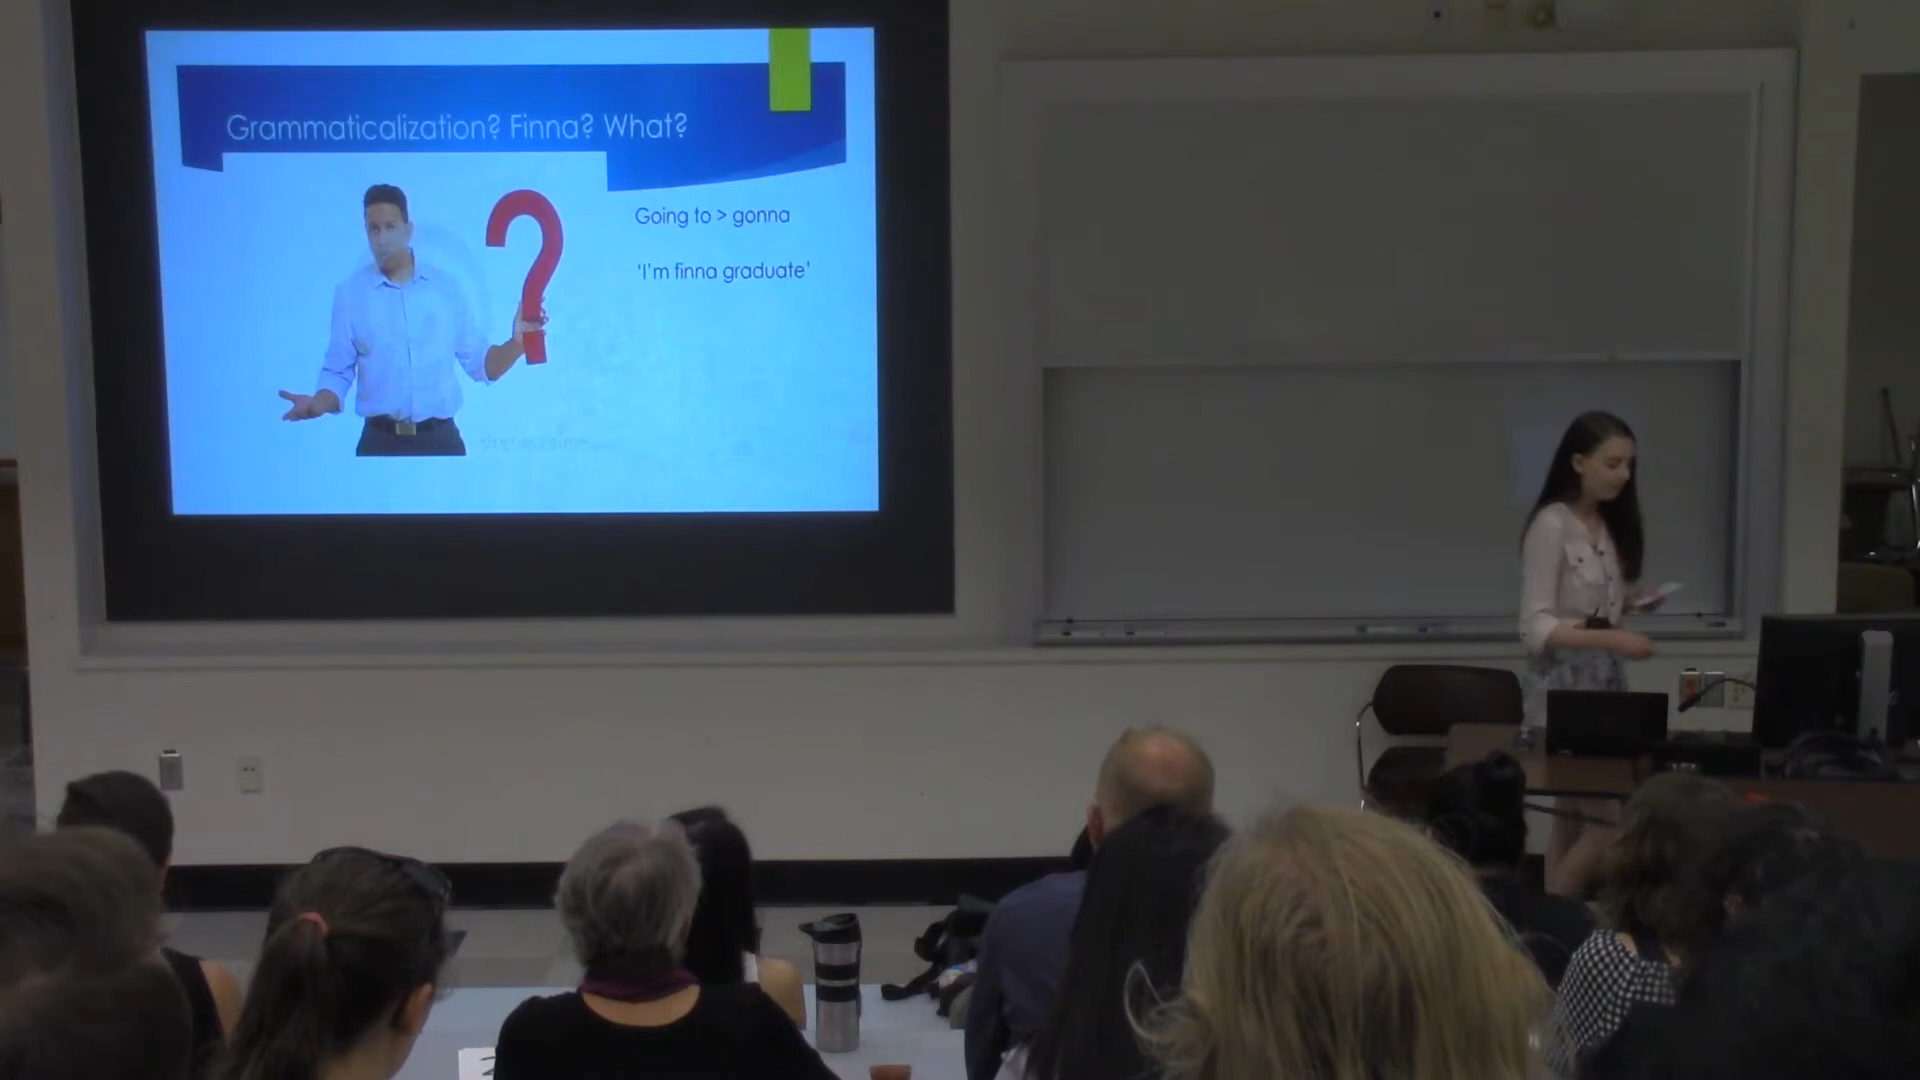 Grammaticalization? Finna? What?
Going to > gonna
‘I’m finna graduate’